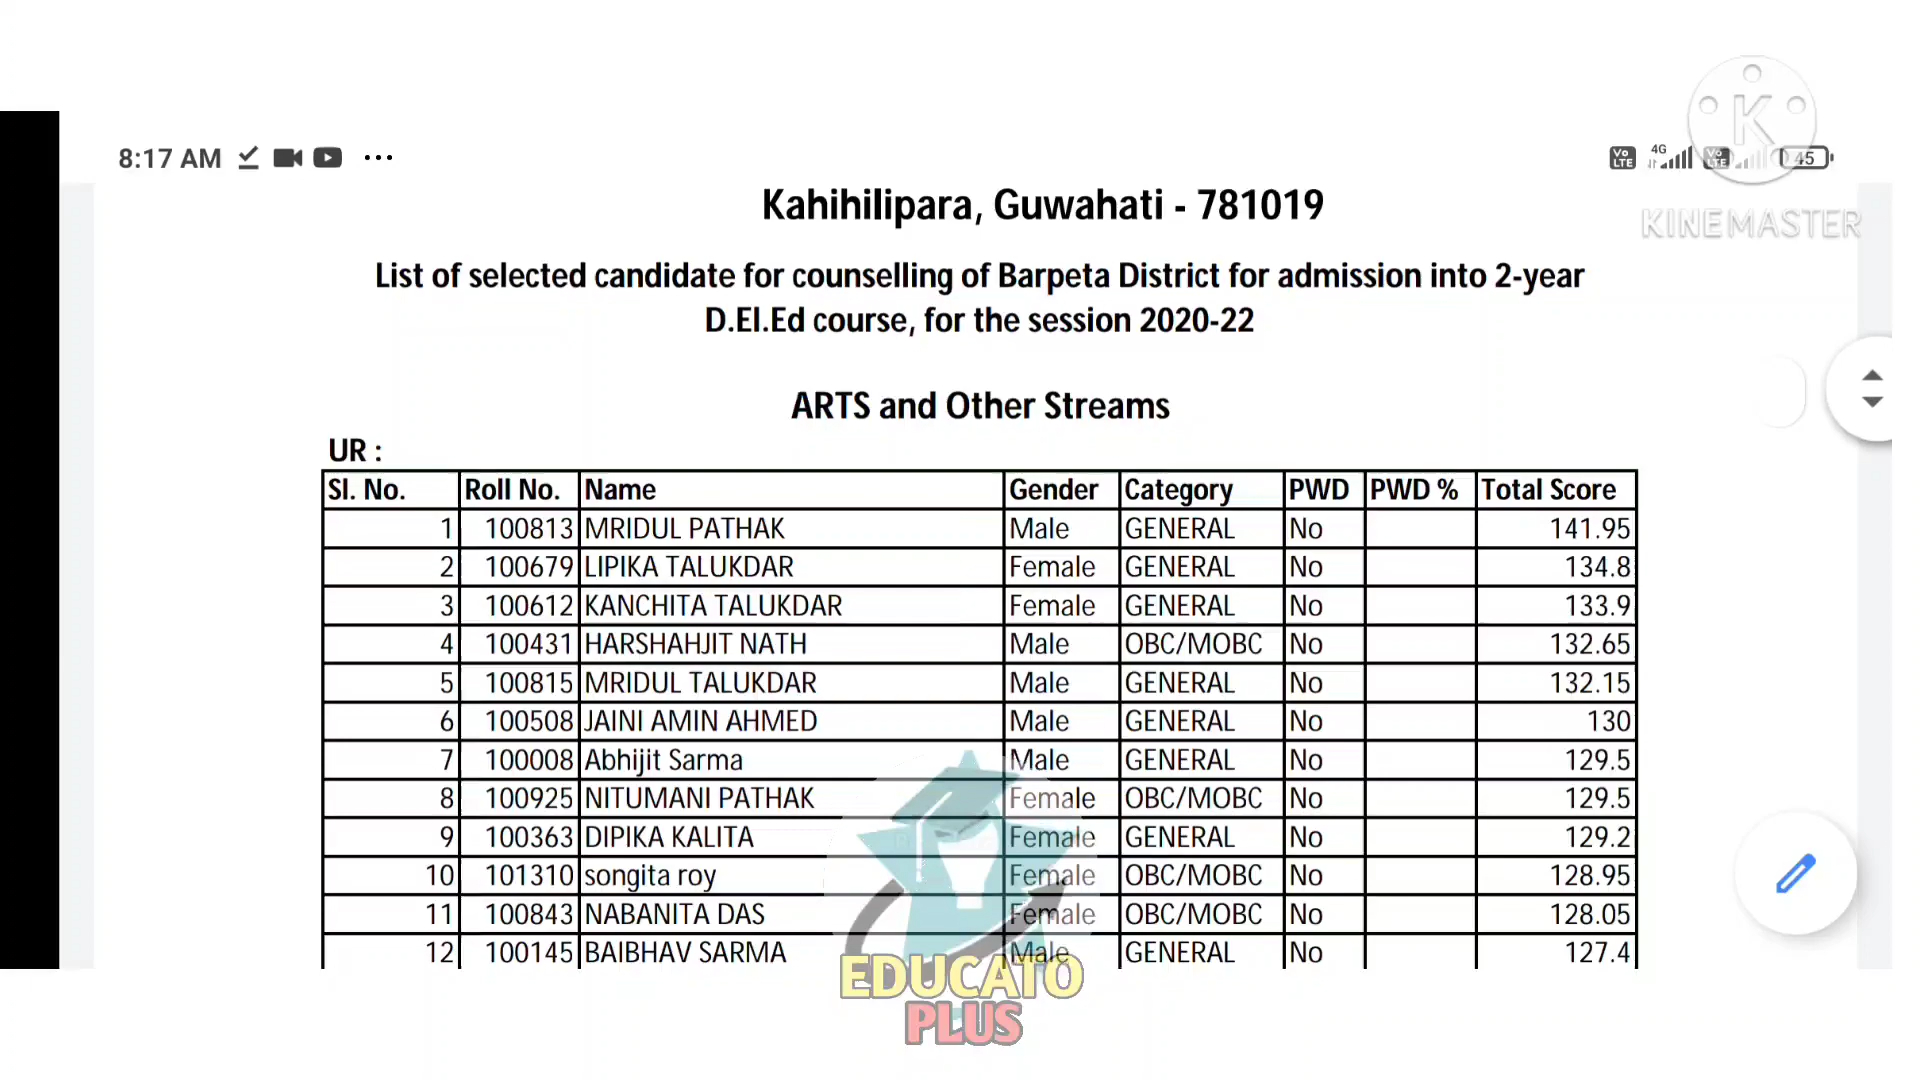 8:17 AM
Vo LTE 4G Vo LTE 45
K
KINEMASTER
Kahihilipara, Guwahati - 781019
List of selected candidate for counselling of Barpeta District for admission into 2-year
D.El.Ed course, for the session 2020-22
ARTS and Other Streams
UR :
Sl. No. Roll No. Name Gender Category PWD PWD % Total Score
1 100813 MRIDUL PATHAK Male GENERAL No 141.95
2 100679 LIPIKA TALUKDAR Female GENERAL No 134.8
3 100612 KANCHITA TALUKDAR Female GENERAL No 133.9
4 100431 HARSHAHJIT NATH Male OBC/MOBC No 132.65
5 100815 MRIDUL TALUKDAR Male GENERAL No 132.15
6 100508 JAINI AMIN AHMED Male GENERAL No 130
7 100008 Abhijit Sarma Male GENERAL No 129.5
8 100925 NITUMANI PATHAK Female OBC/MOBC No 129.5
9 100363 DIPIKA KALITA Female GENERAL No 129.2
10 101310 songita roy Female OBC/MOBC No 128.95
11 100843 NABANITA DAS Female OBC/MOBC No 128.05
12 100145 BAIBHAV SARMA Male GENERAL No 127.4
EDUCATO
PLUS